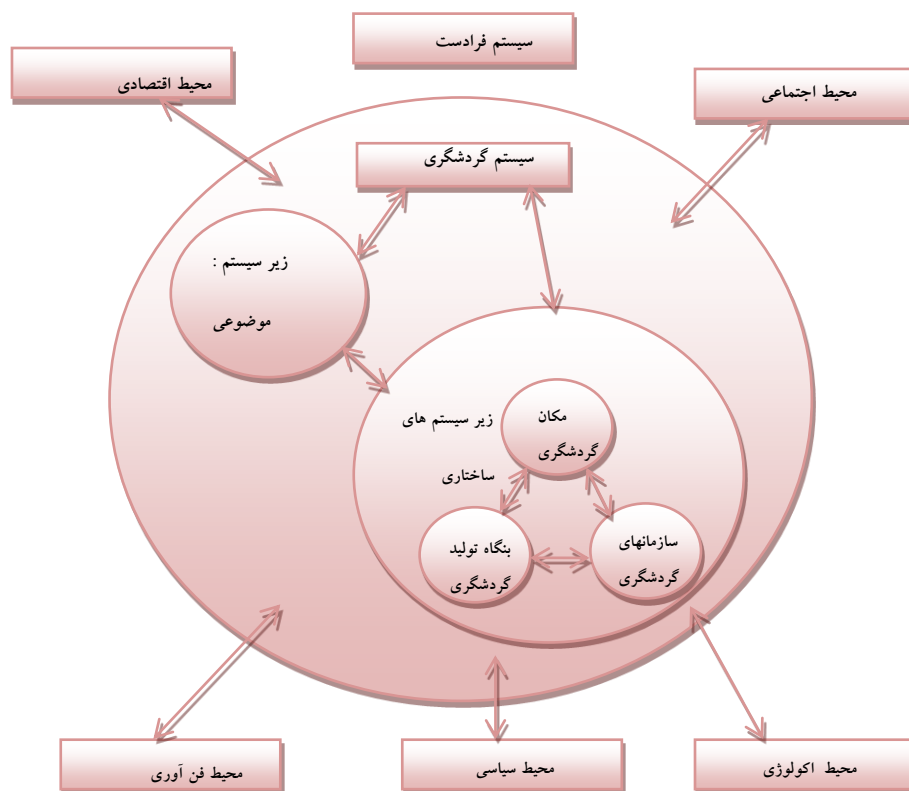 سیستم فرادست
محیط اقتصادی
محیط اجتماعی
سیستم گردشگری
زیر سیستم :
موضوعی
زیر سیستم های
ساختاری
مکان
گردشگری
بنگاه تولید
گردشگری
سازمانهای
گردشگری
محیط فن آوری
محیط سیاسی
محیط اکولوژی